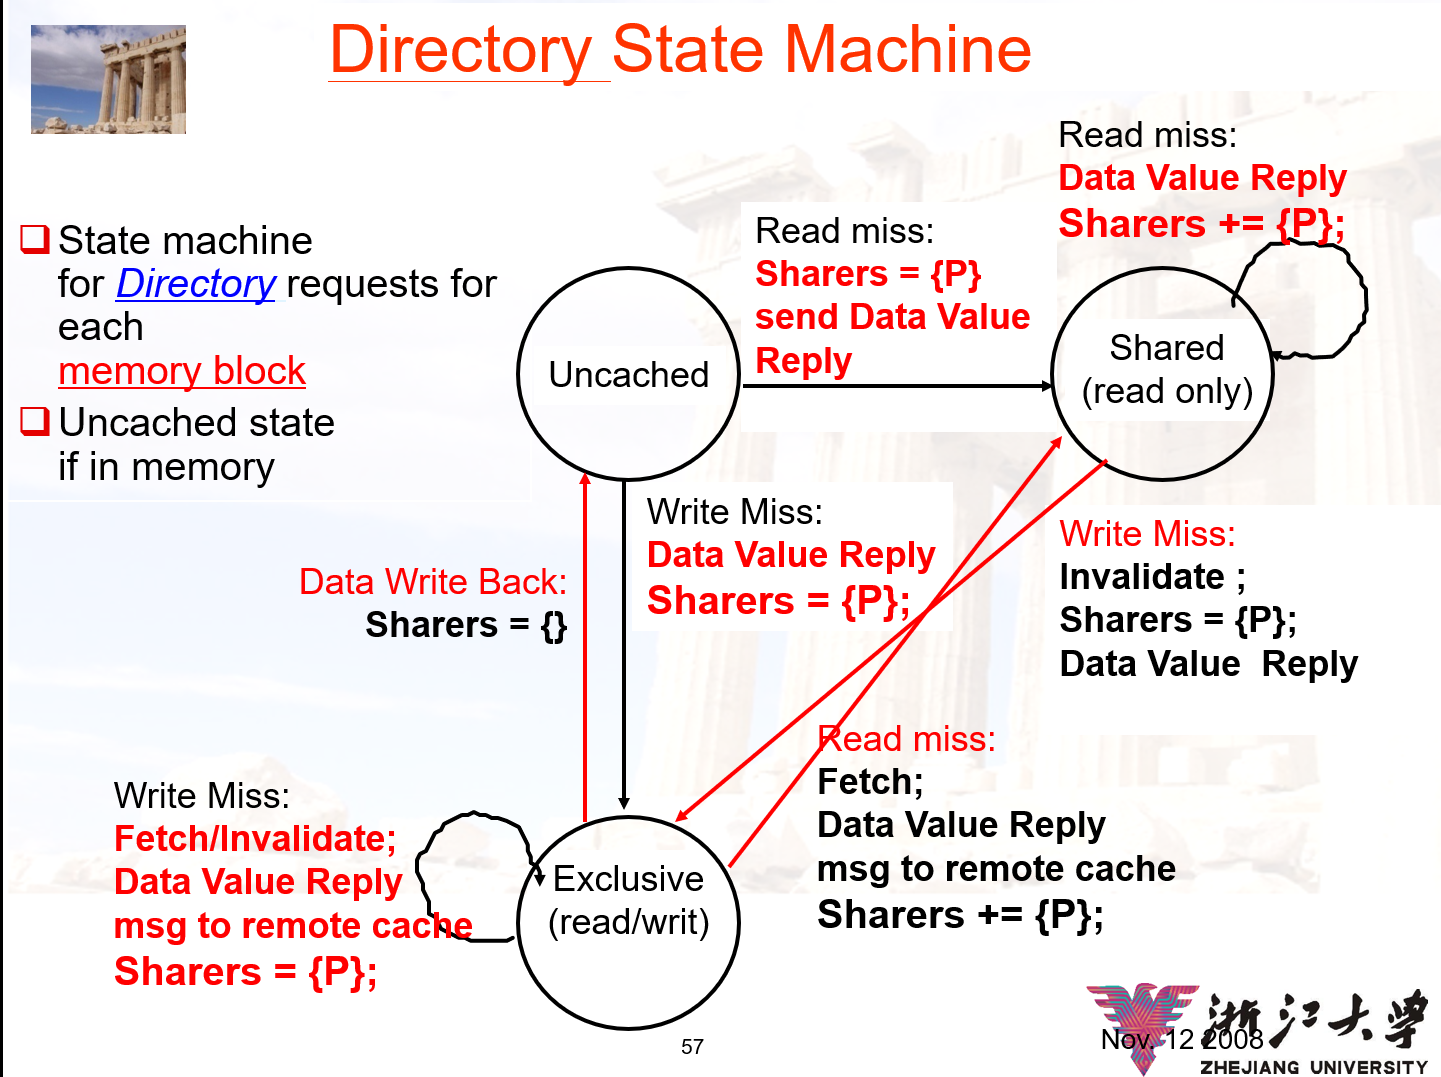 Directory State Machine
State machine
for Directory requests for
each
memory block
Uncached state
if in memory
Uncached
Read miss:
Sharers = {P}
send Data Value
Reply
Read miss:
Data Value Reply
Sharers += {P};
Shared
(read only)
Write Miss:
Data Value Reply
Sharers = {P};
Data Write Back:
Sharers = {}
Write Miss:
Invalidate ;
Sharers = {P};
Data Value  Reply
Read miss:
Fetch;
Data Value Reply
msg to remote cache
Sharers += {P};
Write Miss:
Fetch/Invalidate;
Data Value Reply
msg to remote cache
Sharers = {P};
Exclusive
(read/writ)
57
Nov. 12 2008
浙江大学
ZHEJIANG UNIVERSITY